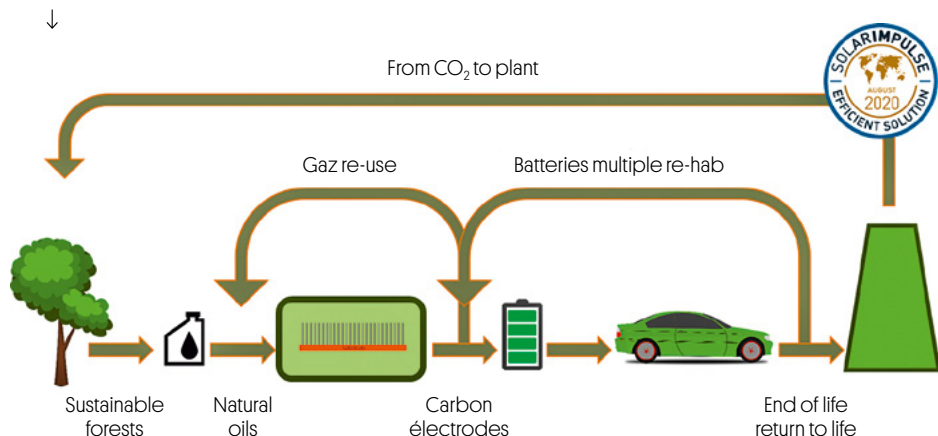 ↓
From CO₂ to plant
SOLARIMPULSE
AUGUST
2020
EFFICIENT SOLUTION
Gaz re-use
Batteries multiple re-hab
Sustainable
forests
Natural
oils
Carbon
électrodes
End of life
return to life